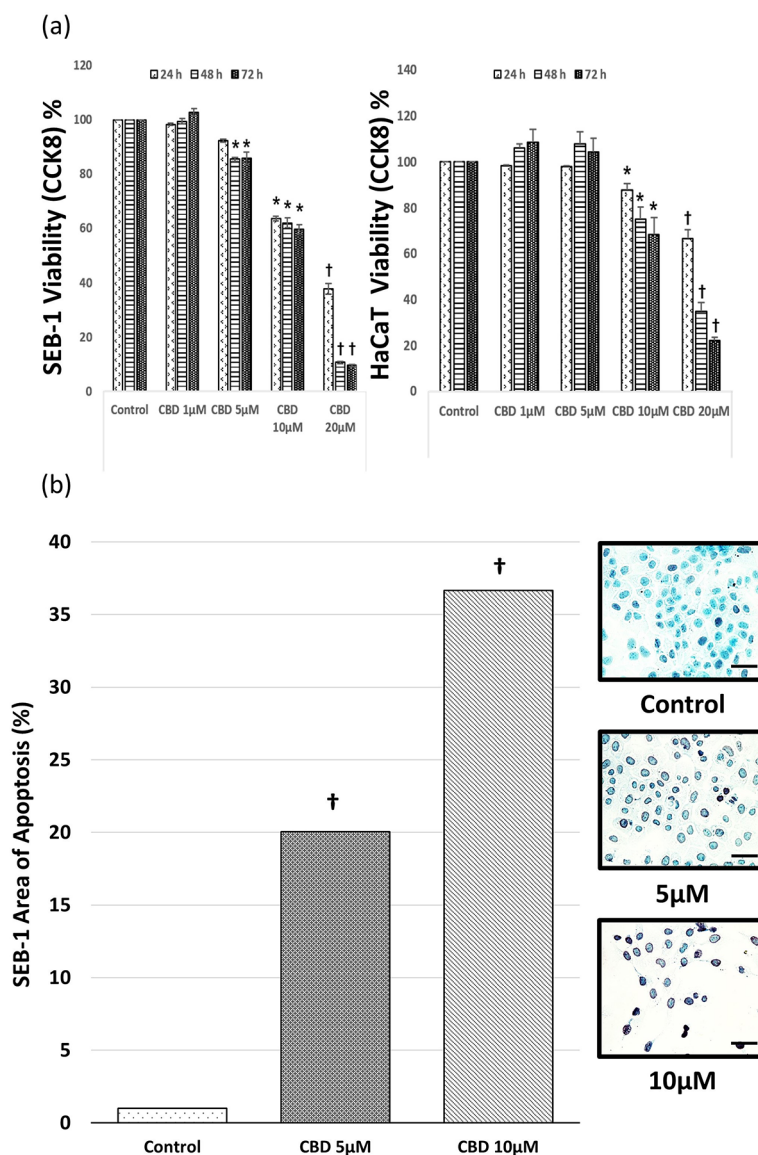 (a)
SEB-1 Viability (CCK8) %
120
100
80
60
40
20
0
24 h 48 h 72 h
* *
* * *
†
† †
Control CBD 1µM CBD 5µM CBD 10µM CBD 20µM
HaCaT Viability (CCK8) %
140
120
100
80
60
40
20
0
24 h 48 h 72 h
*
*
*
†
†
†
Control CBD 1µM CBD 5µM CBD 10µM CBD 20µM
(b)
SEB-1 Area of Apoptosis (%)
40
35
30
25
20
15
10
5
0
†
†
Control CBD 5µM CBD 10µM
Control
5µM
10µM